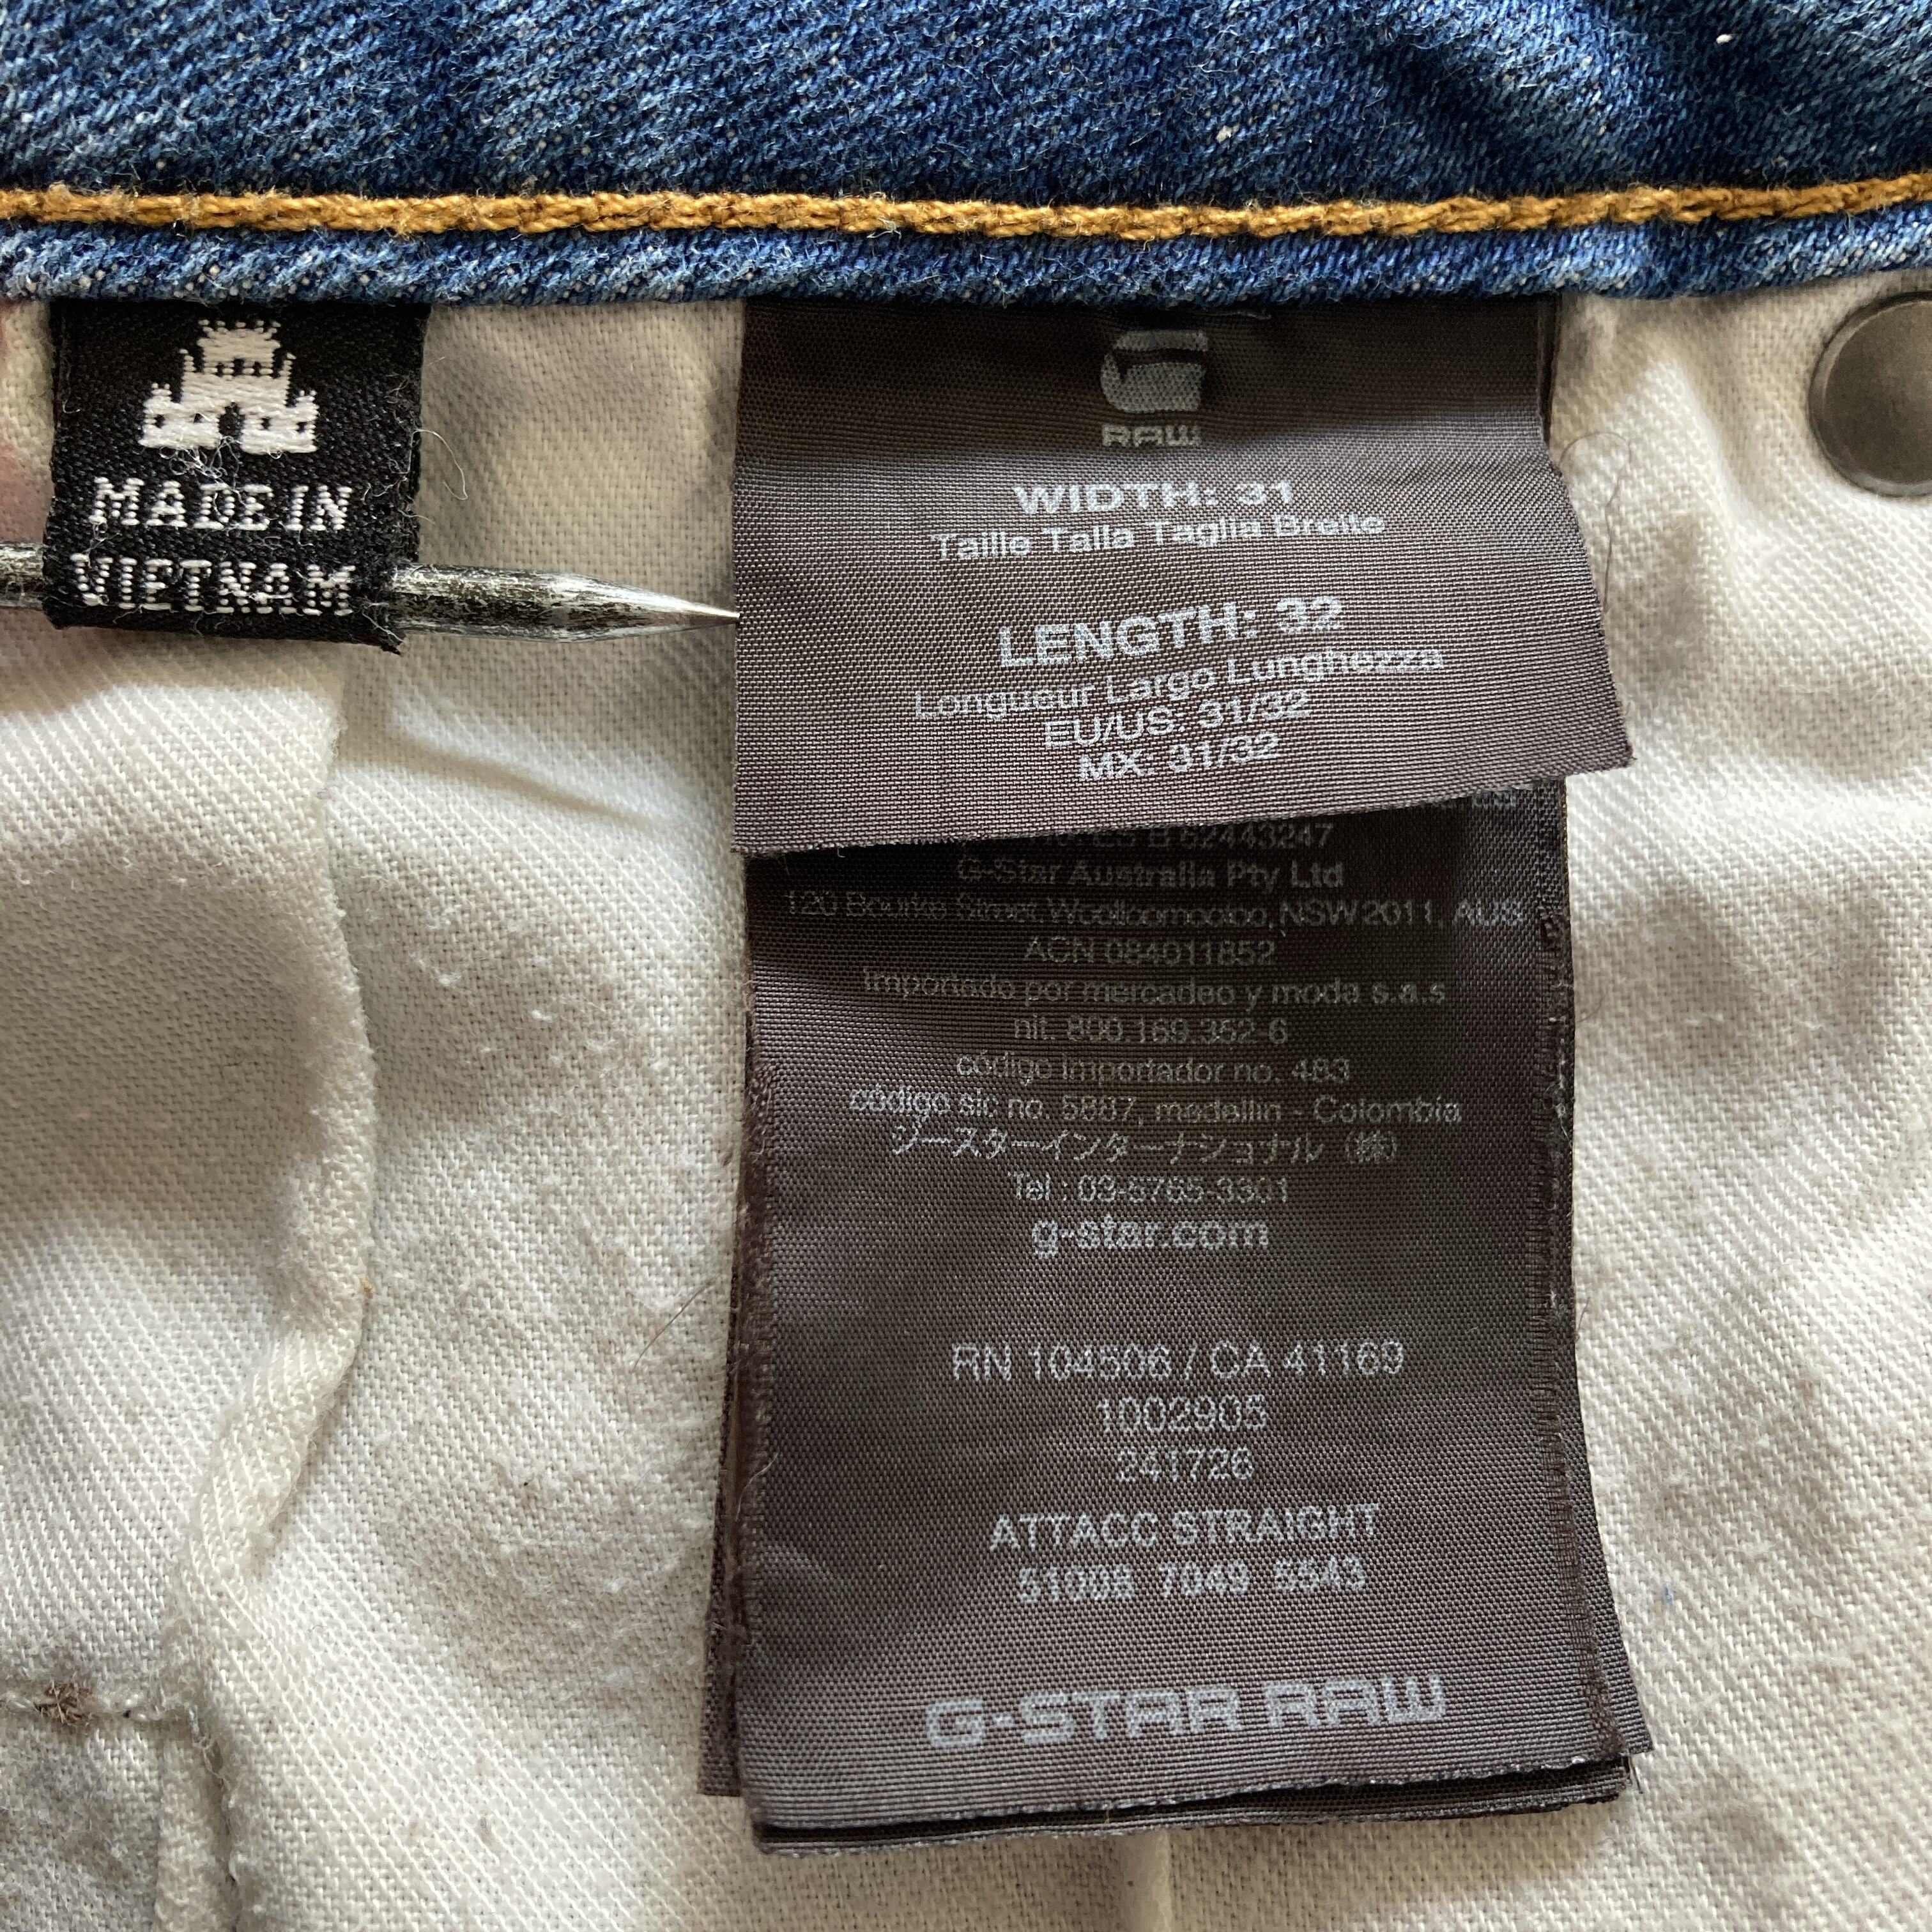 MADE IN
VIETNAM
RAW
WIDTH: 31
Taille Talla Taglia Breite
LENGTH: 32
Longueur Largo Lunghezza
EU/US: 31/32
MX: 31/32
B 62443247
G-Star Australia Pty Ltd
120 Bourke Street, Woolloomooloo, NSW 2011, AUS
ACN 084011852
Importado por mercadeo y moda s.a.s
nit. 800.169.352-6
código importador no. 483
código sic no. 5887, medellin - Colombia
ジースターインターナショナル (株)
Tel : 03-5765-3301
g-star.com
RN 104506 / CA 41169
1002905
241726
ATTACC STRAIGHT
51008 7049 5543
G-STAR RAW